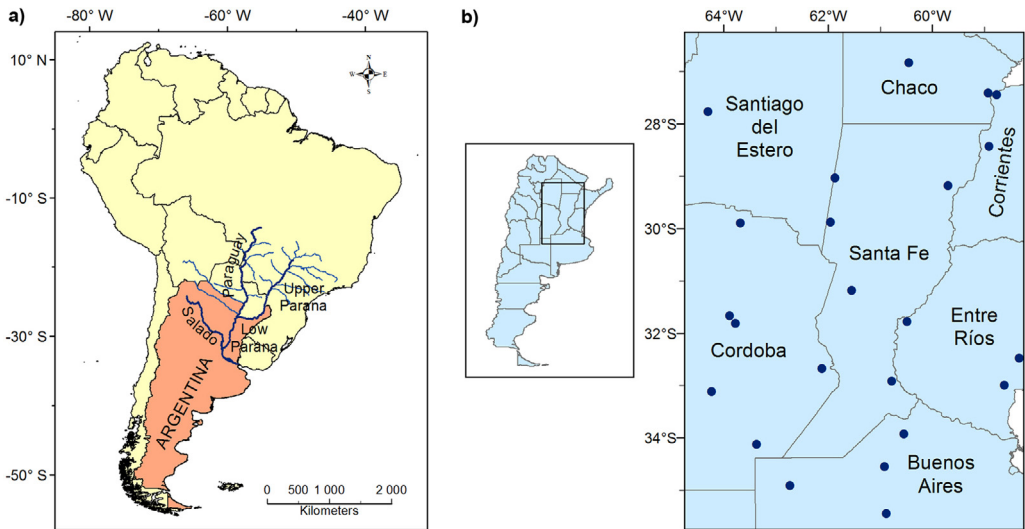 a)
-80° W
-60° W
-40° W
10° N
-10° S
-30° S
-50° S
N
W
E
S
Paraguay
Upper
Parana
Salado
Low
Parana
ARGENTINA
0
500
1 000
2 000
Kilometers
b)
64°W
62°W
60°W
28°S
30°S
32°S
34°S
Chaco
Santiago
del
Estero
Corrientes
Santa Fe
Entre
Ríos
Cordoba
Buenos
Aires